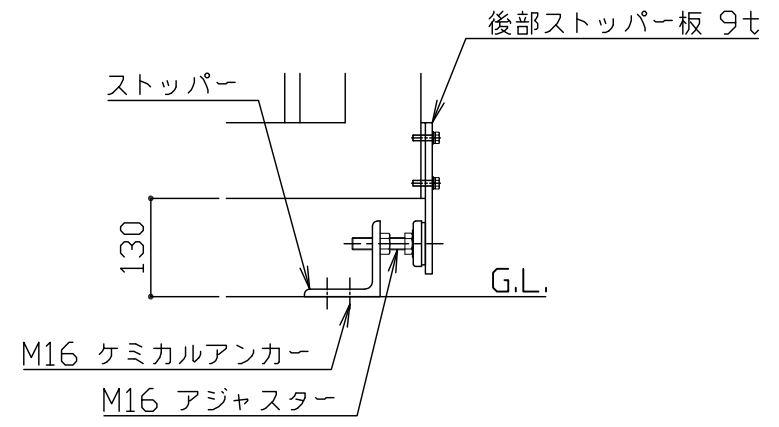 後部ストッパー板 9t
ストッパー
130
G.L.
M16 ケミカルアンカー
M16 アジャスター